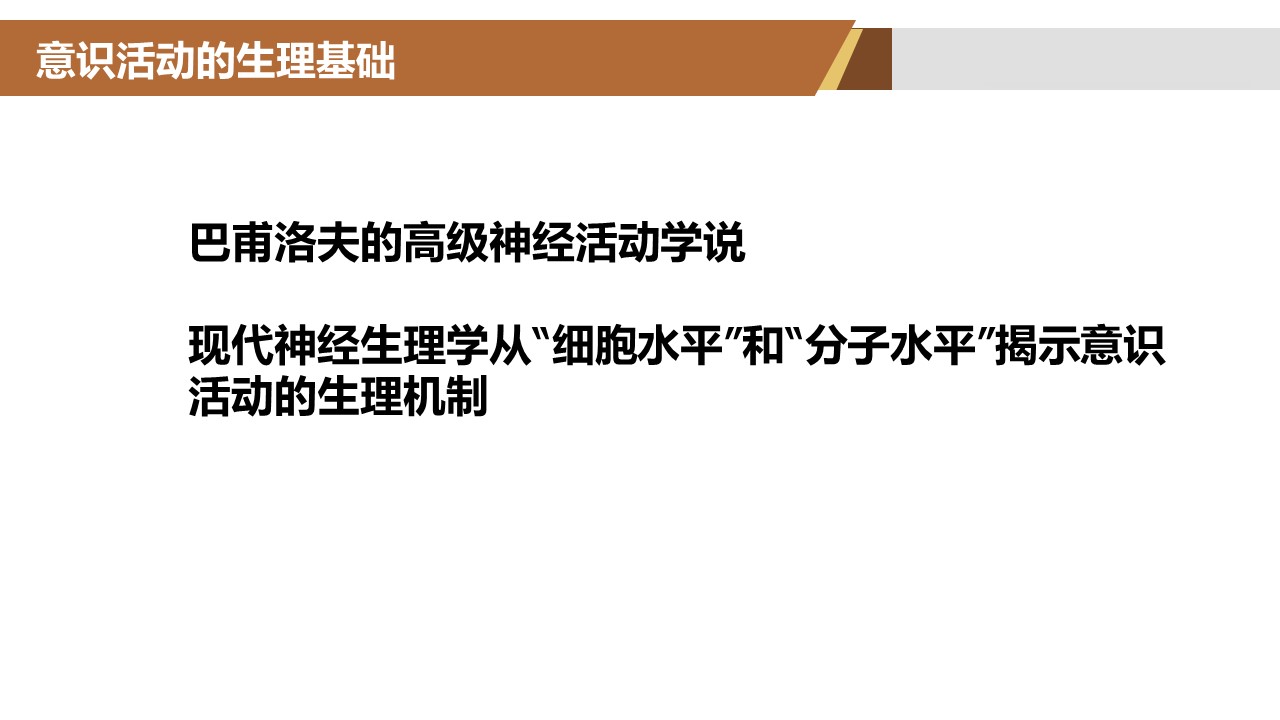 意识活动的生理基础
巴甫洛夫的高级神经活动学说
现代神经生理学从“细胞水平”和“分子水平”揭示意识
活动的生理机制